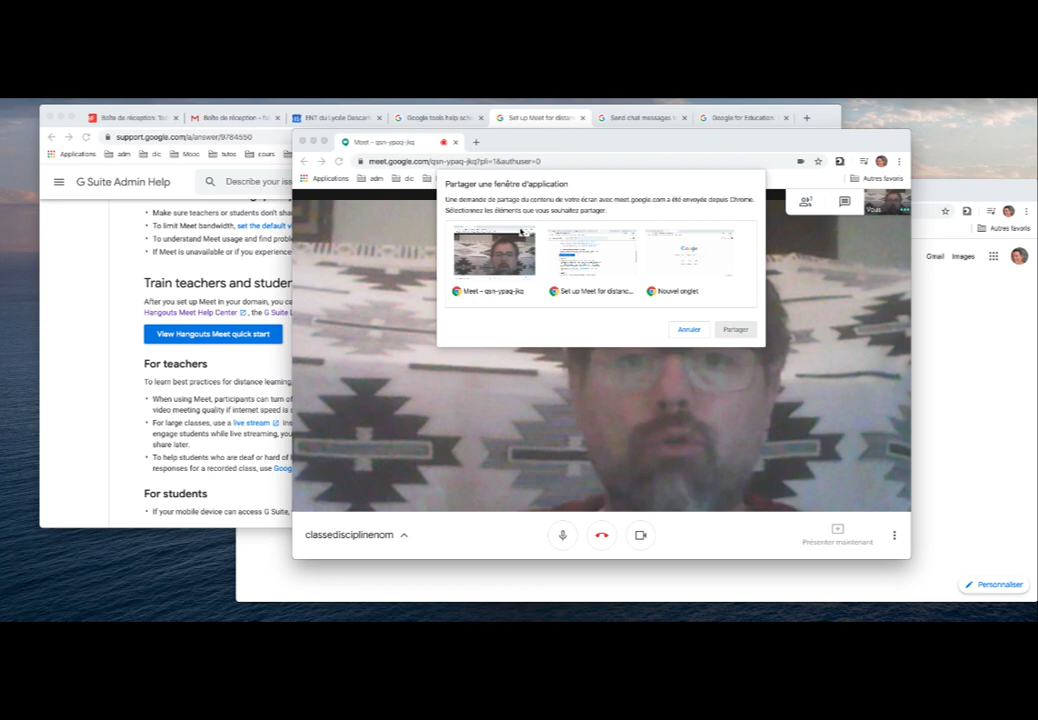 Boîte de réception
Boîte de réception
ENT du Lycée Descart
Google tools help sch
Set up Meet for distan
Send chat messages t
Google for Education
support.google.com/a/answer/9784550
Applications
adm
dic
Mooc
tutos
cours
G Suite Admin Help
Describe your iss
Make sure teachers or students don't sha
To limit Meet bandwidth, set the default v
To understand Meet usage and find proble
If Meet is unavailable or if you experience
Train teachers and studen
After you set up Meet in your domain, you ca
Hangouts Meet Help Center, the G Suite L
View Hangouts Meet quick start
For teachers
To learn best practices for distance learning,
When using Meet, participants can turn of
video meeting quality if internet speed is s
For large classes, use a live stream ins
engage students while live streaming, you
share later.
To help students who are deaf or hard of h
responses for a recorded class, use Goog
For students
If your mobile device can access G Suite,
Meet – qsn-ypaq-jkq
meet.google.com/qsn-ypaq-jkq?pli=1&authuser=0
Applications
adm
dic
Autres favoris
Partager une fenêtre d'application
Une demande de partage du contenu de votre écran avec meet.google.com a été envoyée depuis Chrome.
Sélectionnez les éléments que vous souhaitez partager.
Meet – qsn-ypaq-jkq
Set up Meet for distanc...
Nouvel onglet
Annuler
Partager
Vous
classedisciplinenom
Présenter maintenant
Autres favoris
Gmail
Images
Personnaliser